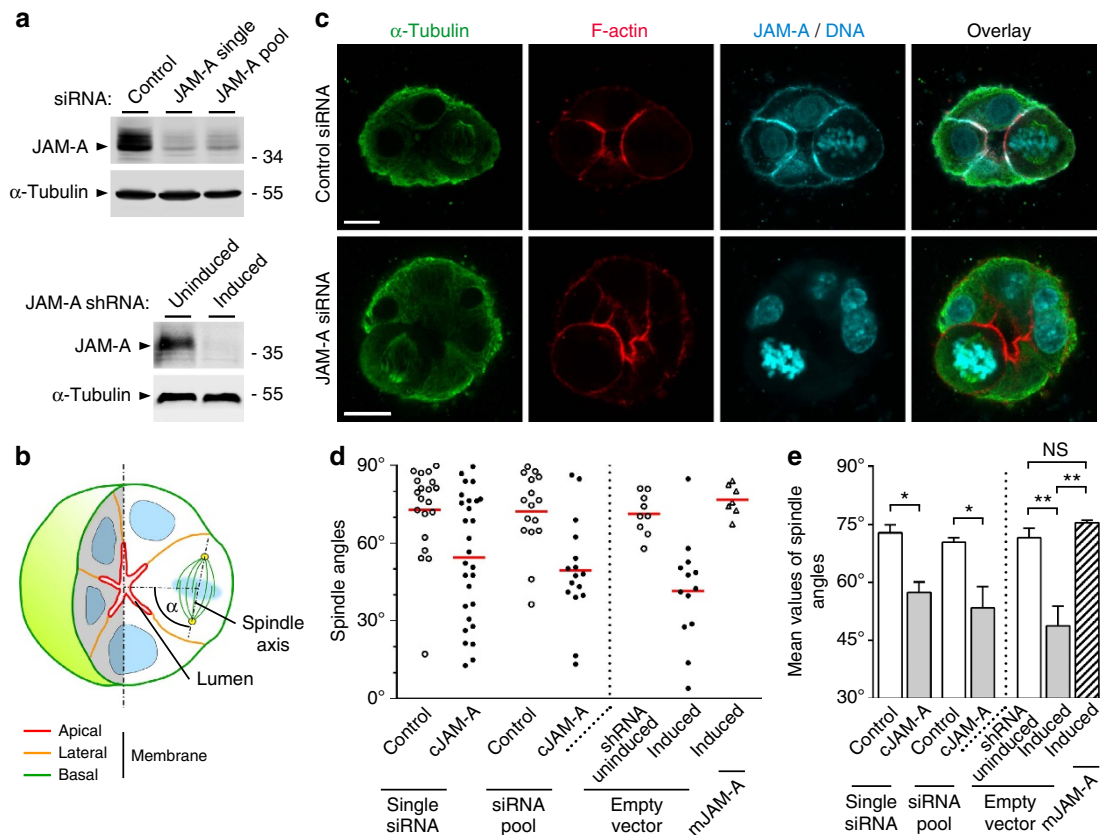 a
siRNA:
Control
JAM-A single
JAM-A pool
JAM-A
- 34
α-Tubulin
- 55
JAM-A shRNA:
Uninduced
Induced
JAM-A
- 35
α-Tubulin
- 55
b
α
Spindle
axis
Lumen
Apical
Lateral
Basal
Membrane
c
α-Tubulin
F-actin
JAM-A / DNA
Overlay
Control siRNA
JAM-A siRNA
d
Spindle angles
90°
60°
30°
0°
Control
cJAM-A
Control
cJAM-A
shRNA
uninduced
Induced
Induced
Single
siRNA
siRNA
pool
Empty
vector
mJAM-A
e
Mean values of spindle
angles
90°
75°
60°
45°
30°
*
*
**
**
NS
Control
cJAM-A
Control
cJAM-A
shRNA
uninduced
Induced
Induced
Single
siRNA
siRNA
pool
Empty
vector
mJAM-A